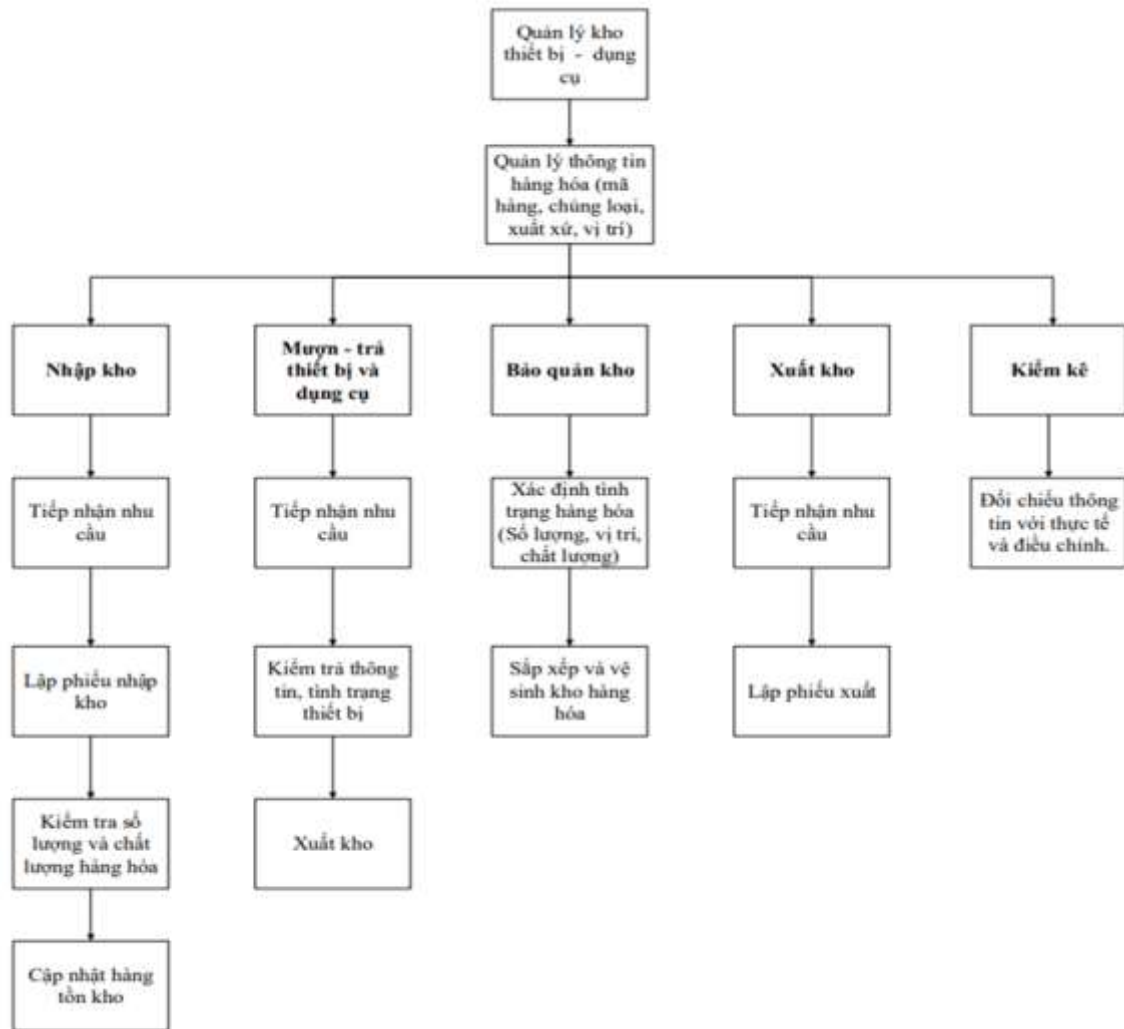 Quản lý kho
thiết bị - dụng
cụ
Quản lý thông tin
hàng hóa (mã
hàng, chủng loại,
xuất xứ, vị trí)
Nhập kho
Mượn - trả
thiết bị và
dụng cụ
Bảo quản kho
Xuất kho
Kiểm kê
Tiếp nhận nhu
cầu
Tiếp nhận nhu
cầu
Xác định tình
trạng hàng hóa
(Số lượng, vị trí,
chất lượng)
Tiếp nhận nhu
cầu
Đối chiếu thông
tin với thực tế
và điều chỉnh.
Lập phiếu nhập
kho
Kiểm trả thông
tin, tình trạng
thiết bị
Sắp xếp và vệ
sinh kho hàng
hóa
Lập phiếu xuất
Kiểm tra số
lượng và chất
lượng hàng hóa
Xuất kho
Cập nhật hàng
tồn kho